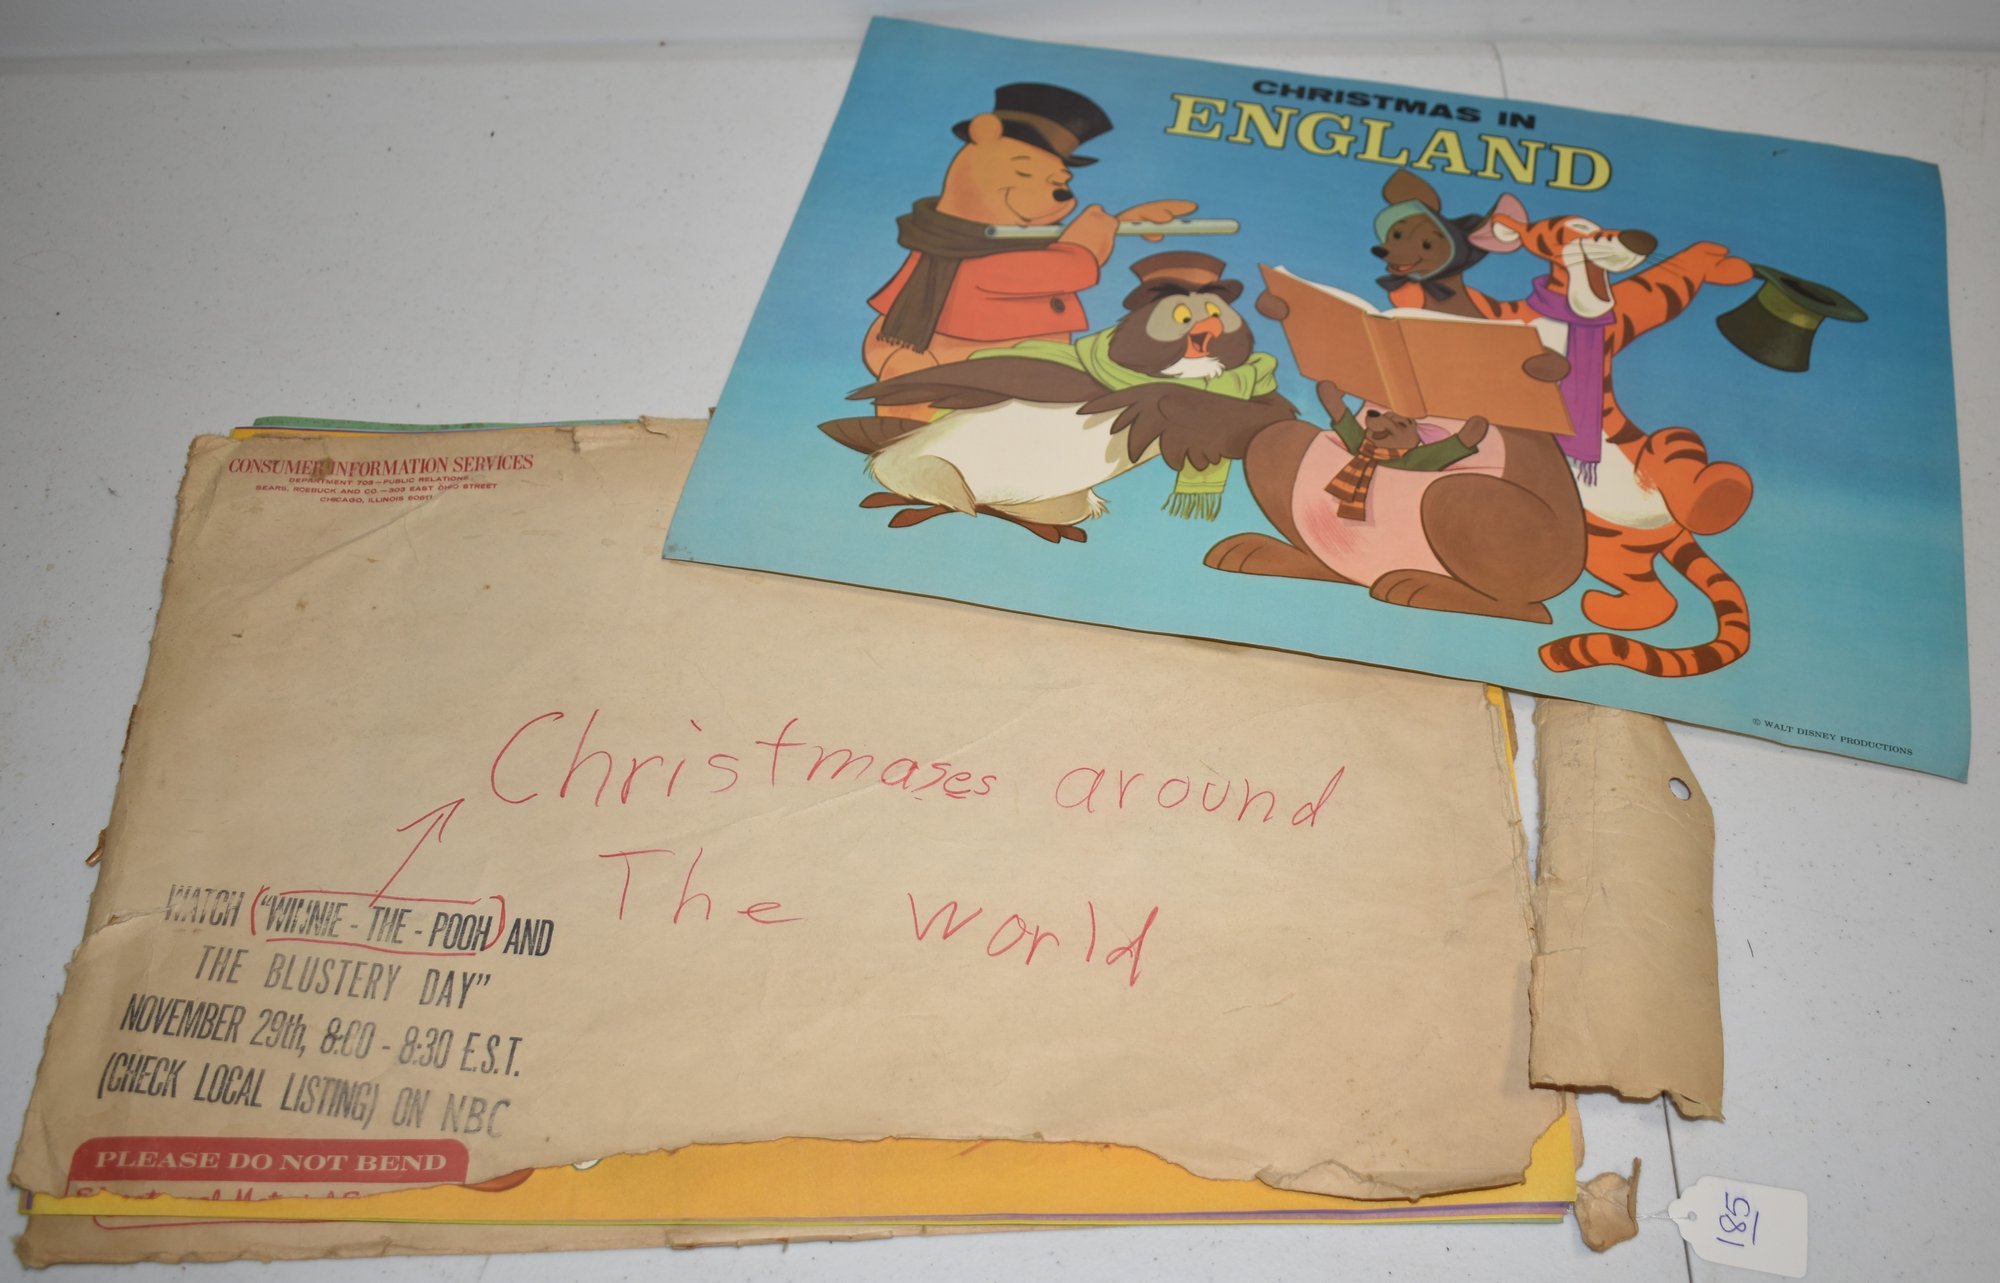 CHRISTMAS IN
ENGLAND
© WALT DISNEY PRODUCTIONS
CONSUMER INFORMATION SERVICES
DEPARTMENT 703—PUBLIC RELATIONS
SEARS, ROEBUCK AND CO.—303 EAST OHIO STREET
CHICAGO, ILLINOIS 60611
Christmases around
The world
WATCH ("WINNIE - THE - POOH) AND
THE BLUSTERY DAY"
NOVEMBER 29th, 8:00 - 8:30 E.S.T.
(CHECK LOCAL LISTING) ON NBC
PLEASE DO NOT BEND
185